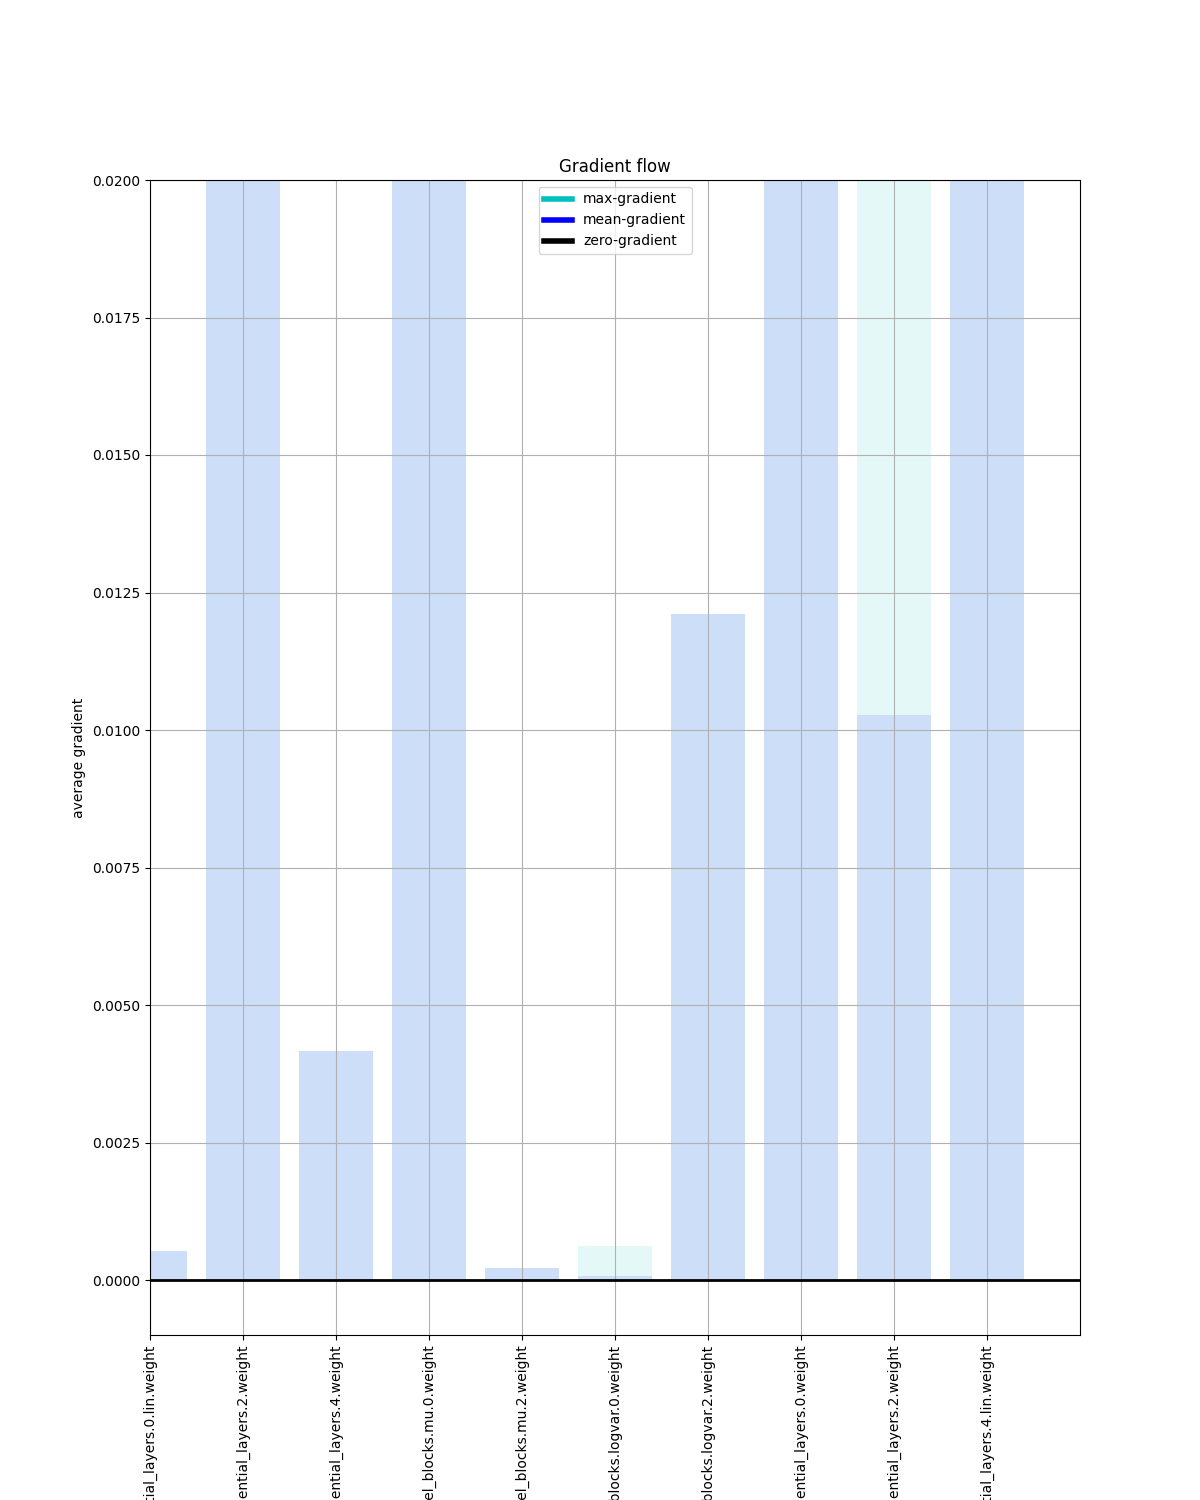 Gradient flow
max-gradient
mean-gradient
zero-gradient
0.0200
0.0175
0.0150
0.0125
0.0100
0.0075
0.0050
0.0025
0.0000
average gradient
tial_layers.0.lin.weight
ential_layers.2.weight
ential_layers.4.weight
el_blocks.mu.0.weight
el_blocks.mu.2.weight
blocks.logvar.0.weight
blocks.logvar.2.weight
ential_layers.0.weight
ential_layers.2.weight
tial_layers.4.lin.weight